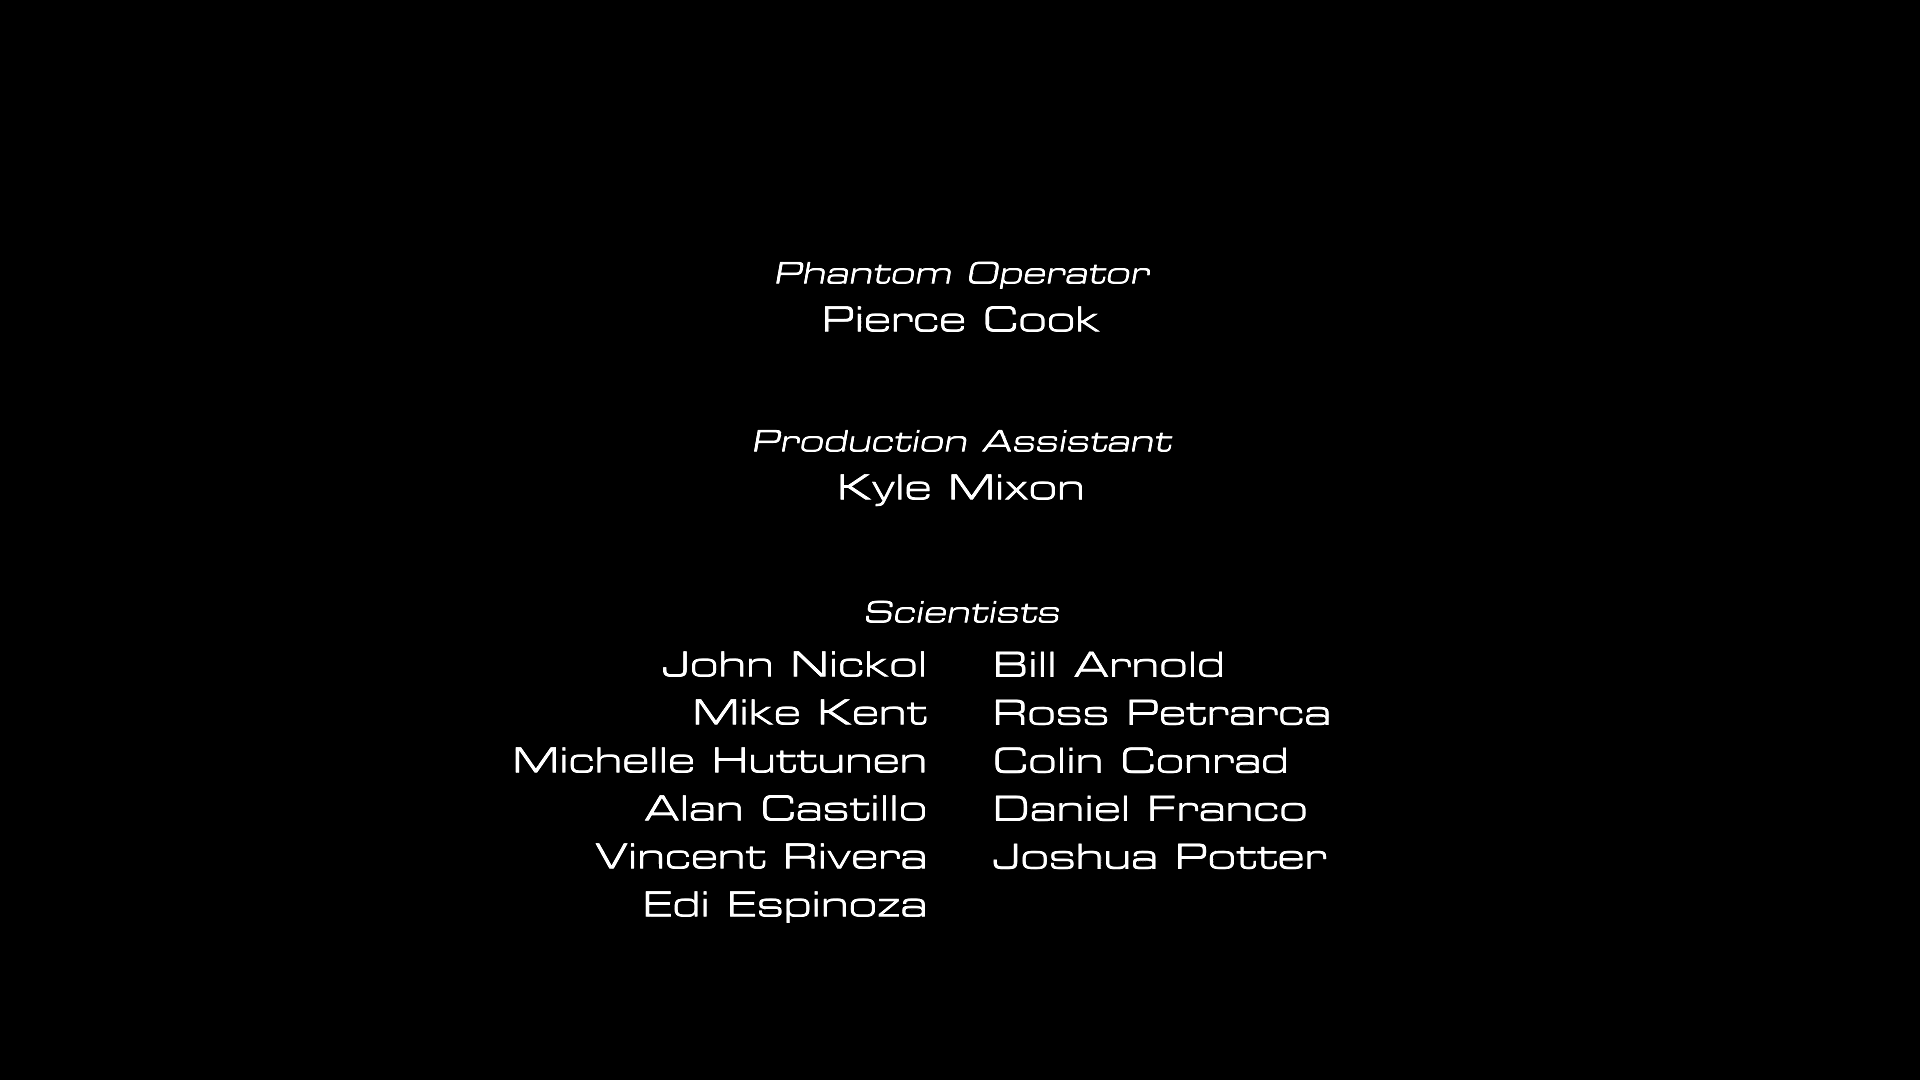 Phantom Operator
Pierce Cook
Production Assistant
Kyle Mixon
Scientists
John Nickol Bill Arnold
Mike Kent Ross Petrarca
Michelle Huttunen Colin Conrad
Alan Castillo Daniel Franco
Vincent Rivera Joshua Potter
Edi Espinoza